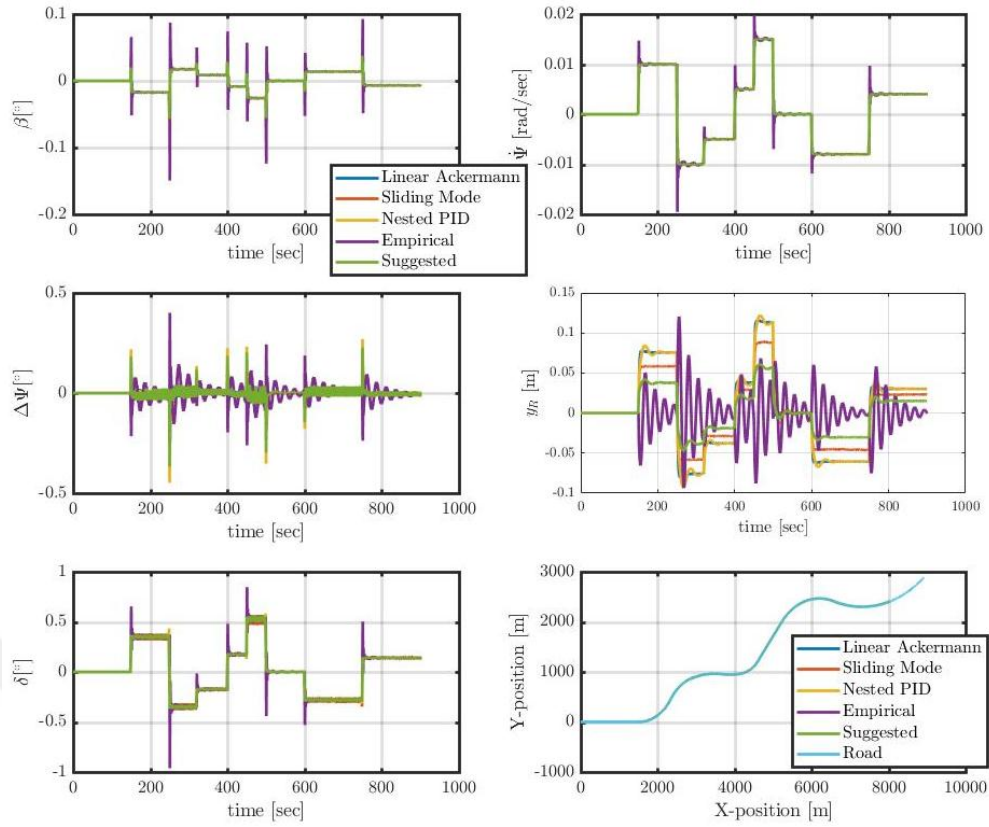 0.1
0
-0.1
-0.2
β[°]
0 200 400 600
time [sec]
Linear Ackermann
Sliding Mode
Nested PID
Empirical
Suggested
0.02
0.01
0
-0.01
-0.02
Ψ̇ [rad/sec]
0 200 400 600 800 1000
time [sec]
0.5
0
-0.5
ΔΨ[°]
0 200 400 600 800 1000
time [sec]
0.15
0.1
0.05
0
-0.05
-0.1
y_R [m]
0 200 400 600 800 1000
time [sec]
1
0.5
0
-0.5
-1
δ[°]
0 200 400 600 800 1000
time [sec]
3000
2000
1000
0
-1000
Y-position [m]
0 2000 4000 6000 8000 10000
X-position [m]
Linear Ackermann
Sliding Mode
Nested PID
Empirical
Suggested
Road